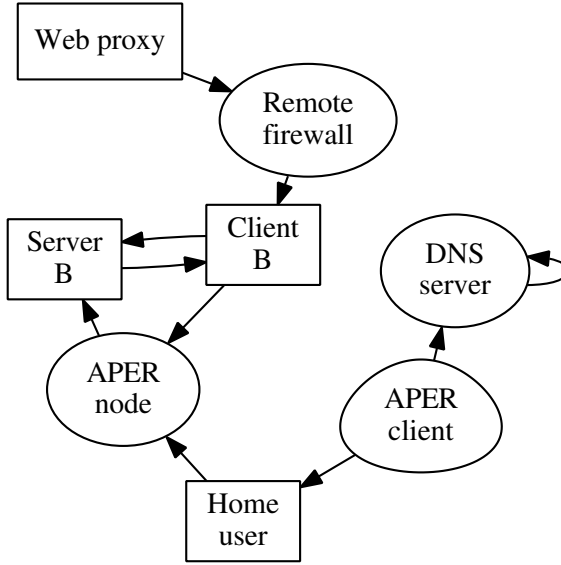 Web proxy
Remote
firewall
Client
B
Server
B
DNS
server
APER
node
APER
client
Home
user